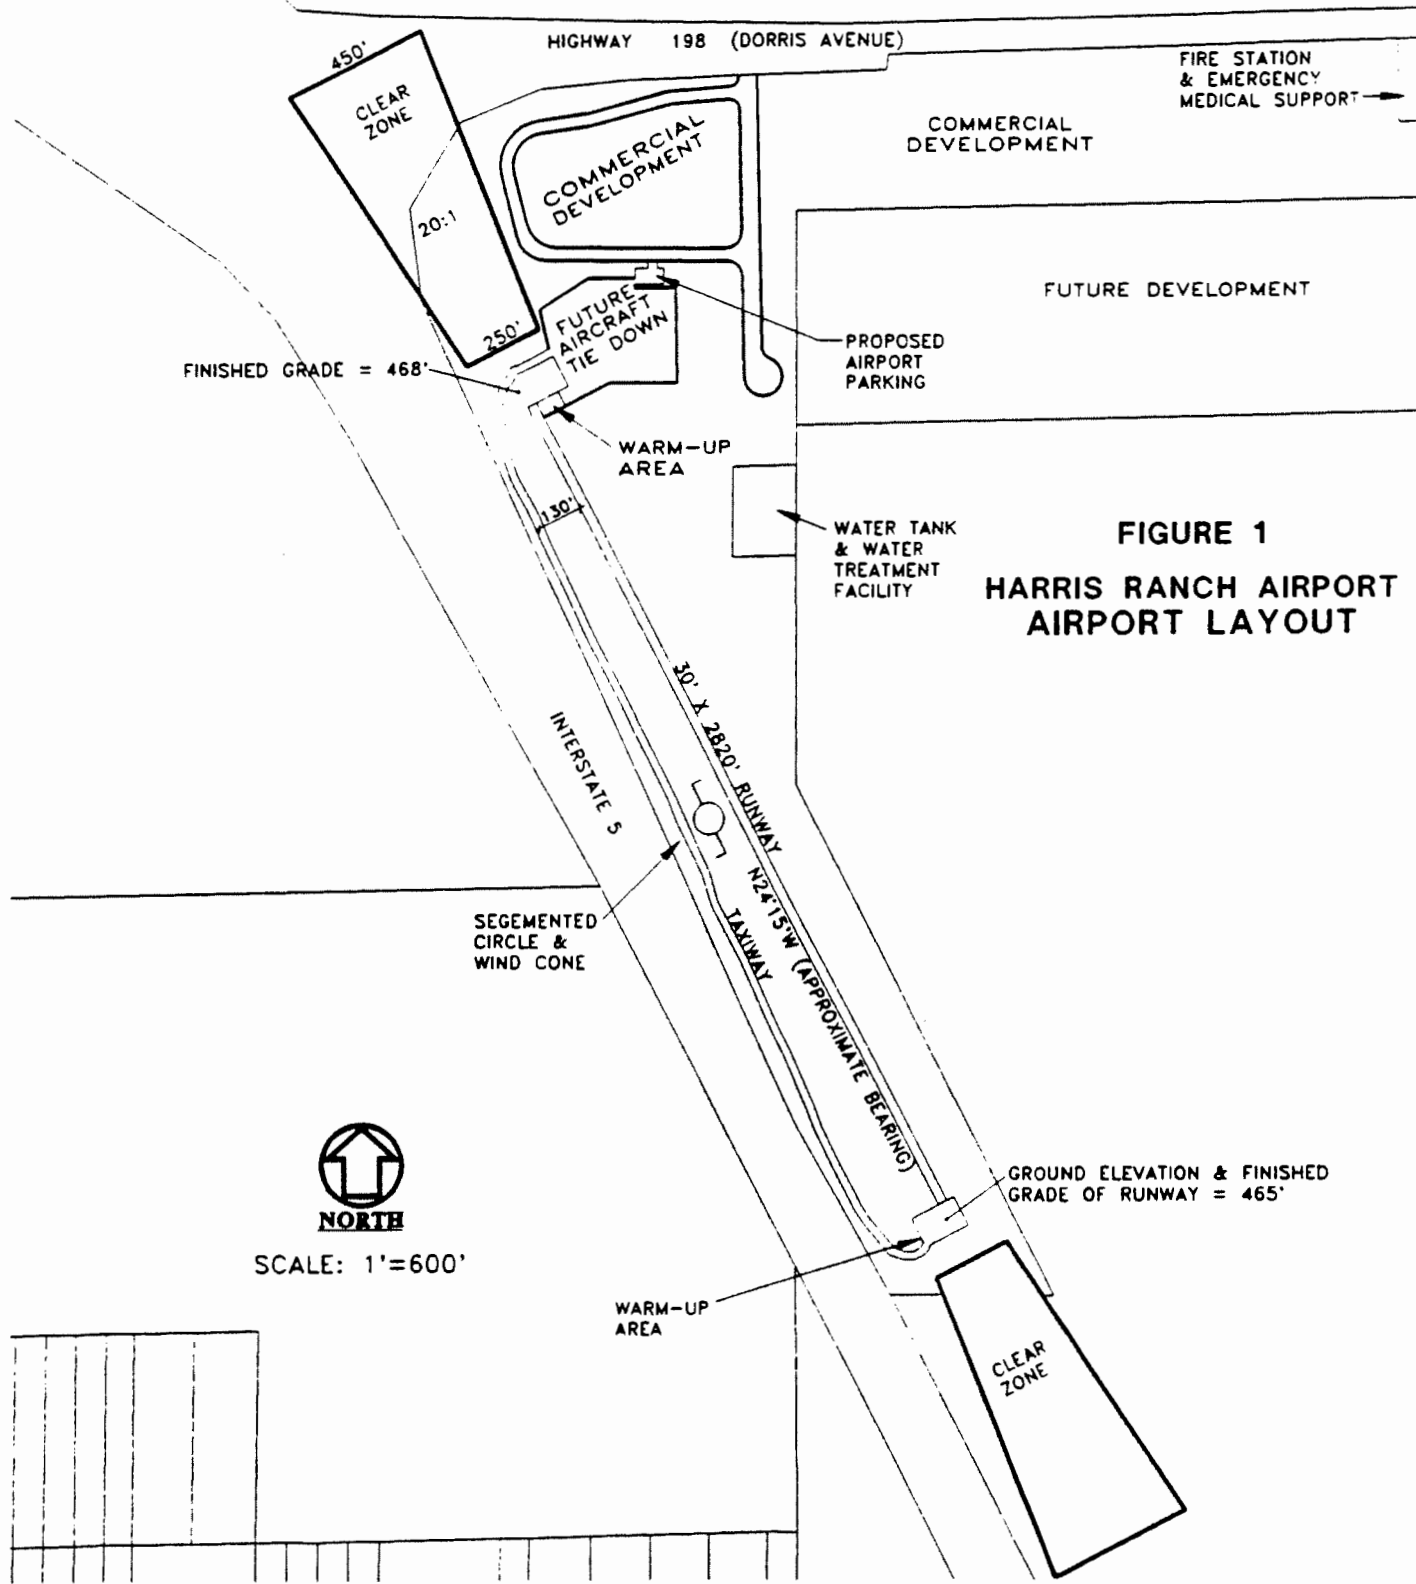 HIGHWAY 198 (DORRIS AVENUE)
450'
CLEAR
ZONE
FIRE STATION
& EMERGENCY
MEDICAL SUPPORT
COMMERCIAL
DEVELOPMENT
COMMERCIAL
DEVELOPMENT
20:1
FUTURE DEVELOPMENT
250'
FUTURE
AIRCRAFT
TIE DOWN
PROPOSED
AIRPORT
PARKING
FINISHED GRADE = 468'
WARM-UP
AREA
130'
WATER TANK
& WATER
TREATMENT
FACILITY
FIGURE 1
HARRIS RANCH AIRPORT
AIRPORT LAYOUT
30' X 2820' RUNWAY
INTERSTATE 5
N24°15'W (APPROXIMATE BEARING)
TAXIWAY
SEGEMENTED
CIRCLE &
WIND CONE
NORTH
SCALE: 1'=600'
GROUND ELEVATION & FINISHED
GRADE OF RUNWAY = 465'
WARM-UP
AREA
CLEAR
ZONE